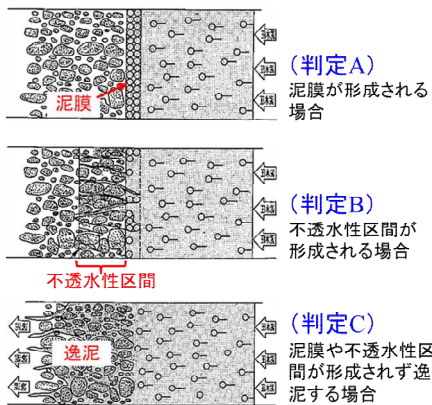 (判定A)
泥膜が形成される
場合
泥膜
(判定B)
不透水性区間が
形成される場合
不透水性区間
(判定C)
泥膜や不透水性区
間が形成されず逸
泥する場合
逸泥